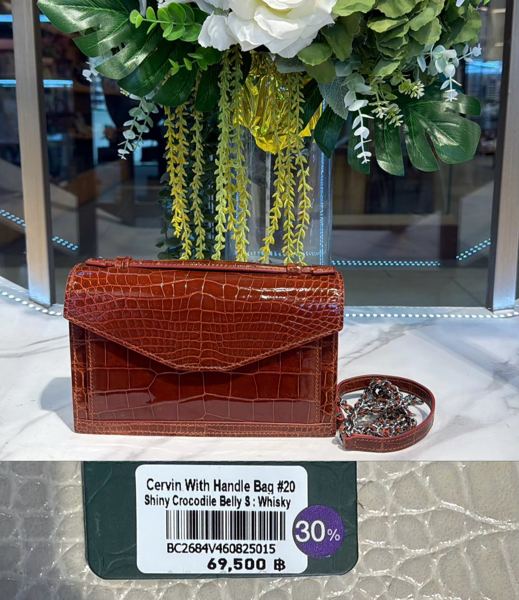 Cervin With Handle Bag #20
Shiny Crocodile Belly S : Whisky
30%
BC2684V460825015
69,500 ฿